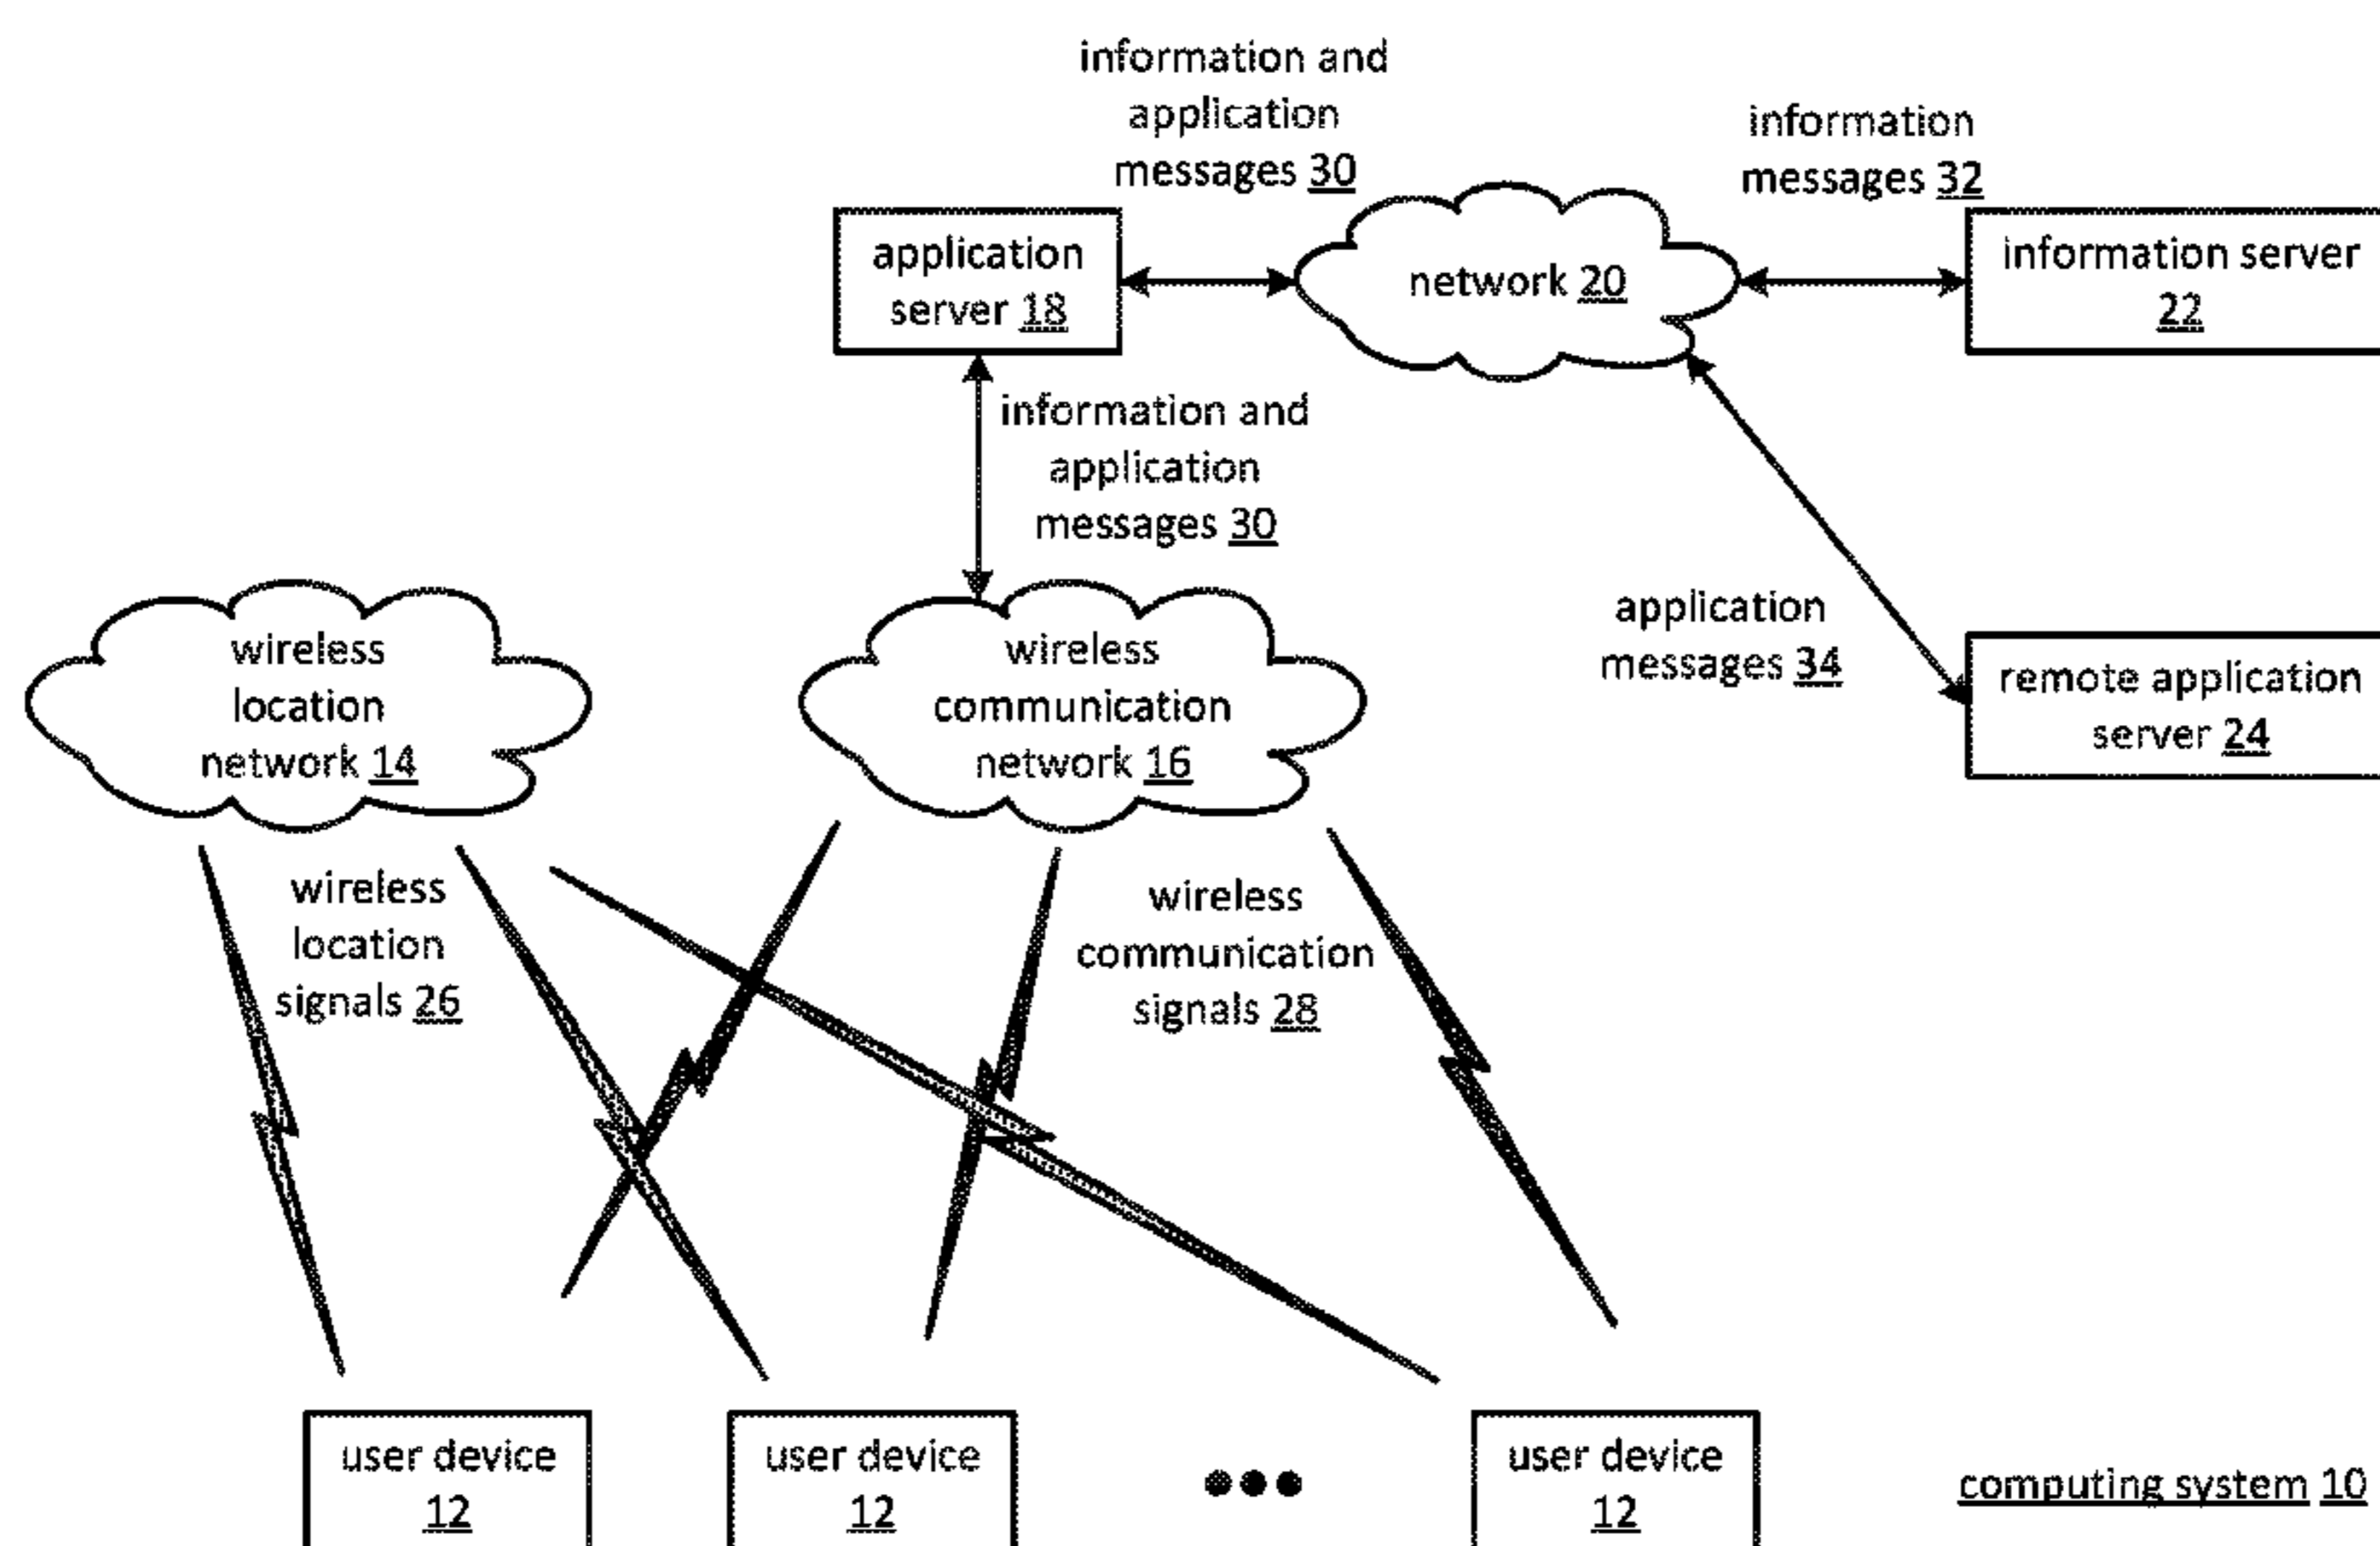 information and
application
messages 30
information
messages 32
application
server 18
network 20
information server
22
information and
application
messages 30
wireless
location
network 14
wireless
communication
network 16
application
messages 34
remote application
server 24
wireless
location
signals 26
wireless
communication
signals 28
user device
12
user device
12
user device
12
computing system 10